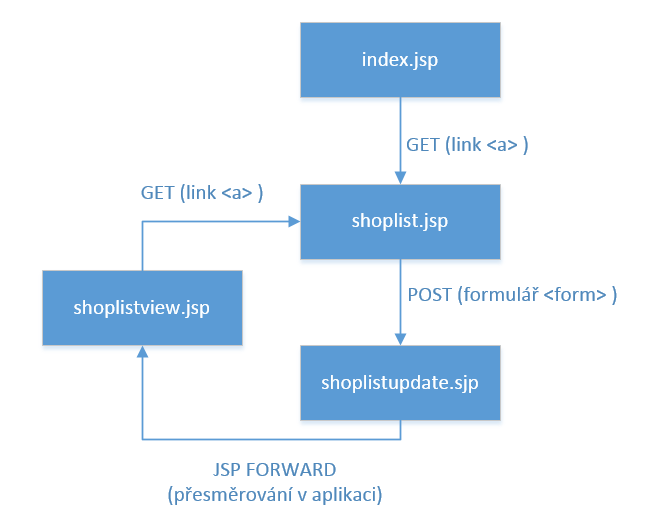 index.jsp
GET (link <a> )
GET (link <a> )
shoplist.jsp
shoplistview.jsp
POST (formulář <form> )
shoplistupdate.sjp
JSP FORWARD
(přesměrování v aplikaci)